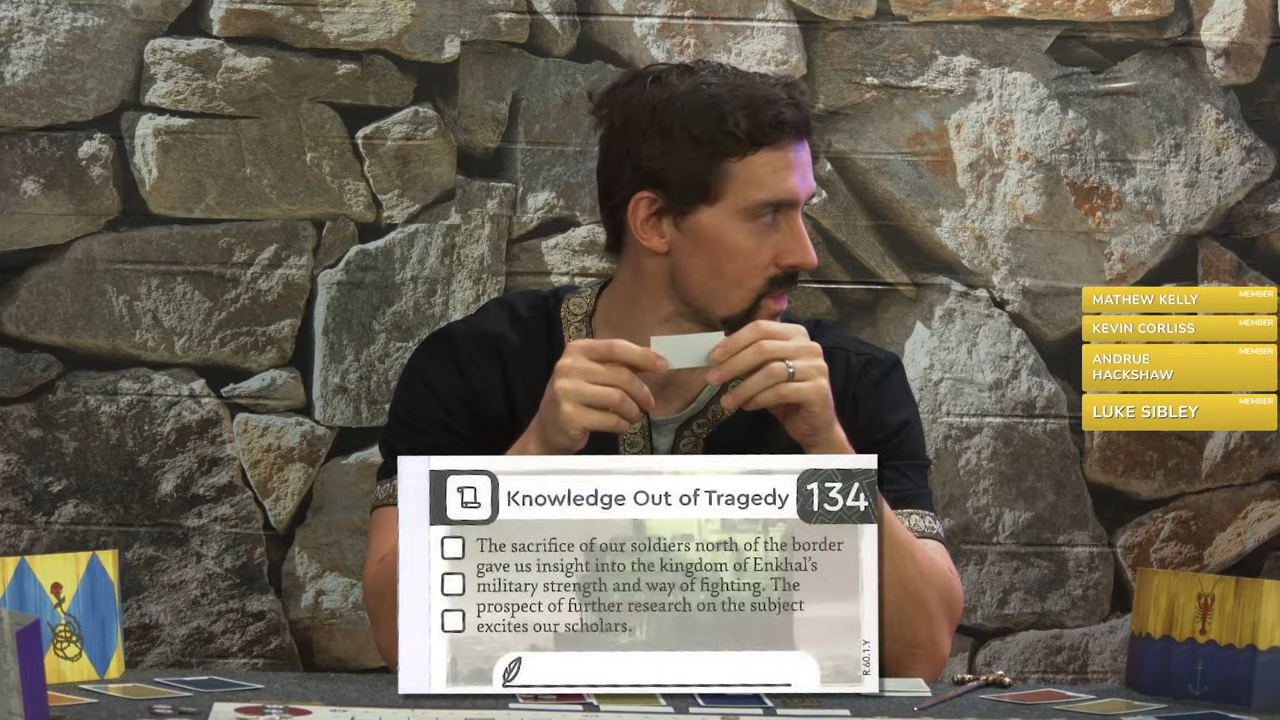 MATHEW KELLY
MEMBER
KEVIN CORLISS
MEMBER
ANDRUE
HACKSHAW
MEMBER
LUKE SIBLEY
MEMBER
Knowledge Out of Tragedy
134
The sacrifice of our soldiers north of the border
gave us insight into the kingdom of Enkhal's
military strength and way of fighting. The
prospect of further research on the subject
excites our scholars.
R.60.1.Y